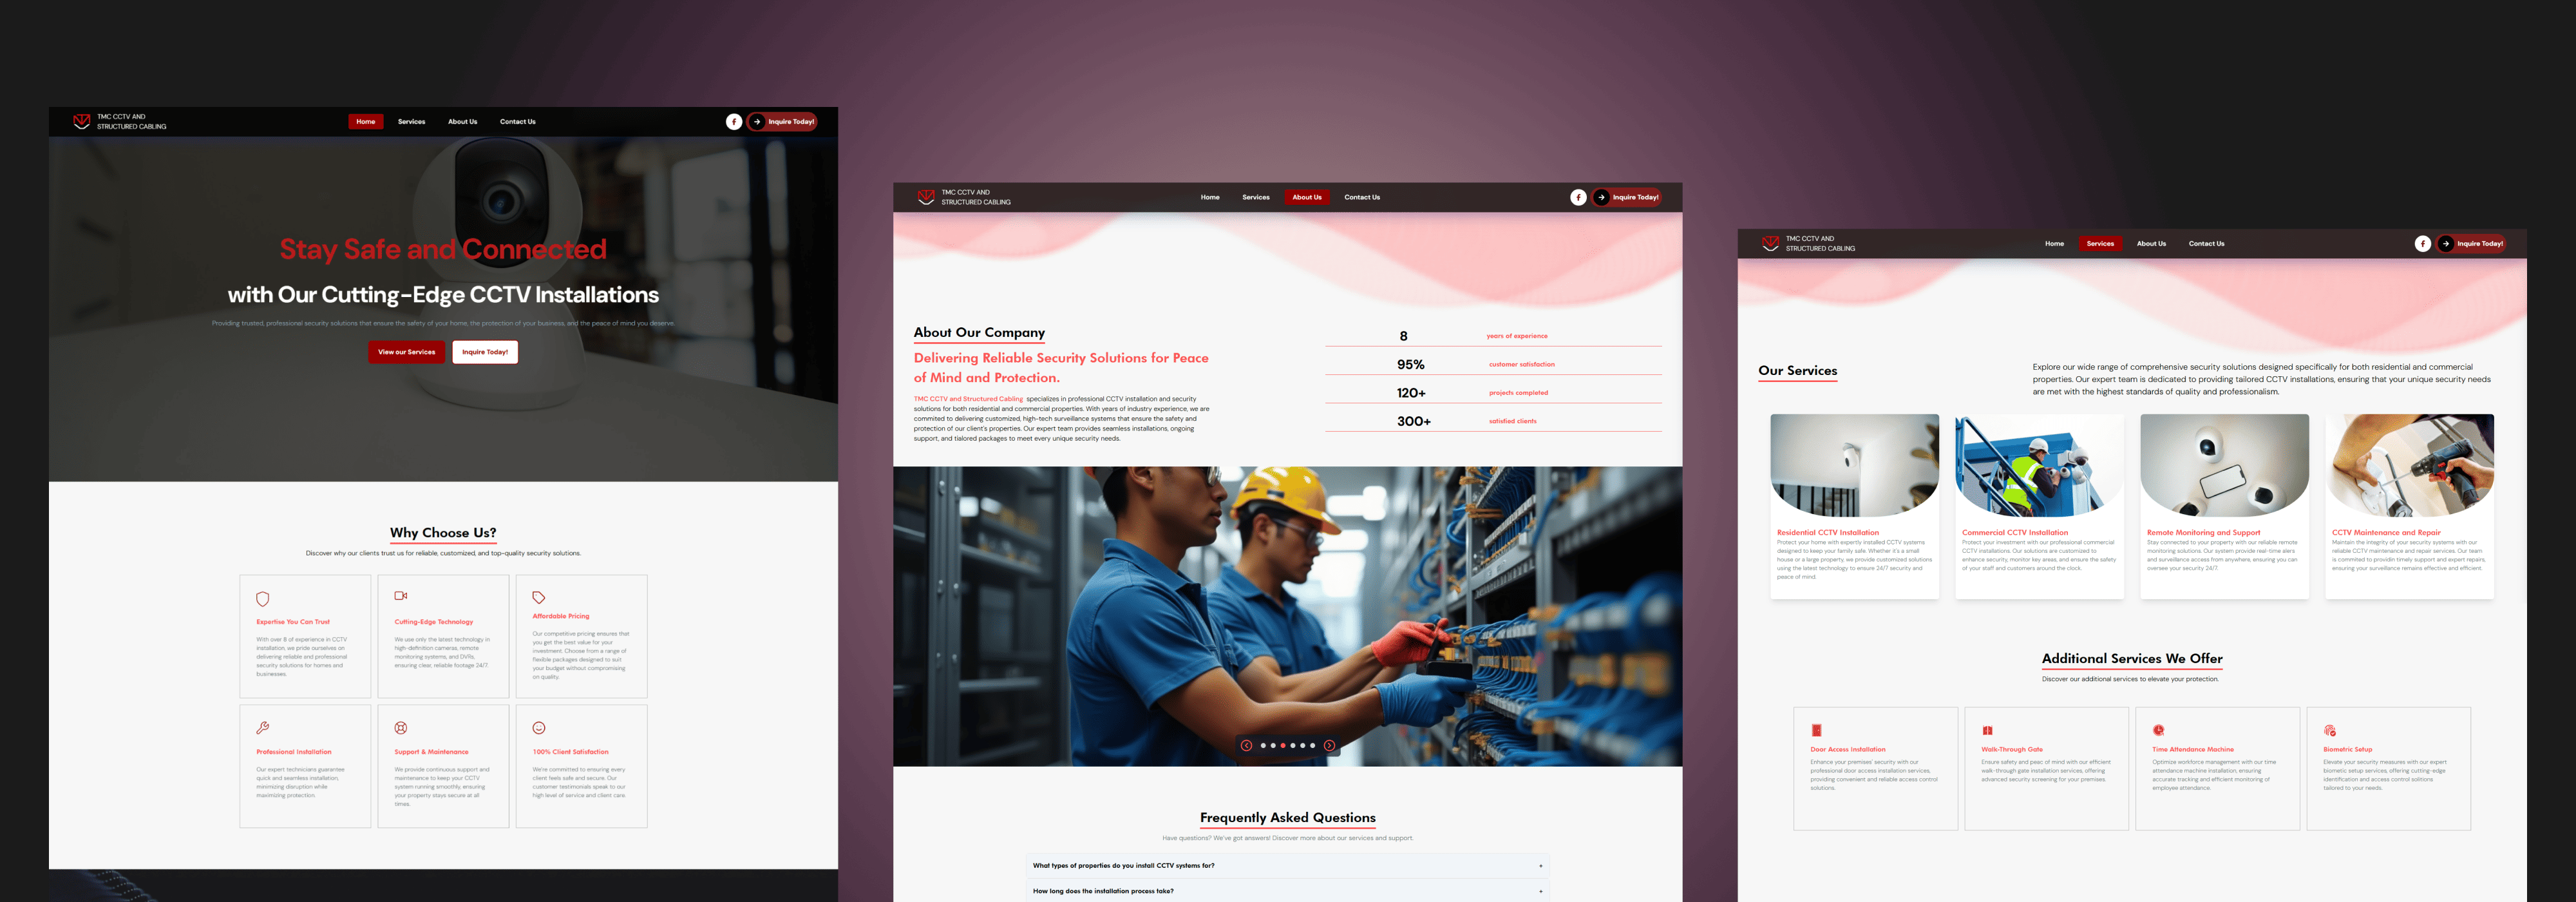 TMC CCTV AND
STRUCTURED CABLING
Home
Services
About Us
Contact Us
Inquire Today!
Stay Safe and Connected
with Our Cutting-Edge CCTV Installations
Providing trusted, professional security solutions that ensure the safety of your home, the protection of your business, and the peace of mind you deserve.
View our Services
Inquire Today!
Why Choose Us?
Discover why our clients trust us for reliable, customized, and top-quality security solutions.
Expertise You Can Trust
With over 8 of experience in CCTV
installation, we pride ourselves on
delivering reliable and professional
security solutions for homes and
businesses.
Cutting-Edge Technology
We use only the latest technology in
high-definition cameras, remote
monitoring systems, and DVRs,
ensuring clear, reliable footage 24/7
Affordable Pricing
Our competitive pricing ensures that
you get the best value for your
investment. Choose from a range of
flexible packages designed to suit
your budget without compromising
on quality.
Professional Installation
Our expert technicians guarantee
quick and seamless installation,
minimizing disruption while
maximizing protection.
Support & Maintenance
We provide continuous support and
maintenance to keep your CCTV
system running smoothly, ensuring
your property stays secure at all
times.
100% Client Satisfaction
We're committed to ensuring every
client feels safe and secure. Our
customer testimonials speak to our
high level of service and client care.
TMC CCTV AND
STRUCTURED CABLING
Home
Services
About Us
Contact Us
Inquire Today!
About Our Company
Delivering Reliable Security Solutions for Peace
of Mind and Protection.
TMC CCTV and Structured Cabling specializes in professional CCTV installation and security
solutions for both residential and commercial properties. With years of industry experience, we are
commited to delivering customized, high-tech surveillance systems that ensure the safety and
protection of our client's properties. Our expert team provides seamless installations, ongoing
support, and tialored packages to meet every unique security needs.
8 years of experience
95% customer satisfaction
120+ projects completed
300+ satisfied clients
Frequently Asked Questions
Have questions? We've got answers! Discover more about our services and support.
What types of properties do you install CCTV systems for? +
How long does the installation process take? +
TMC CCTV AND
STRUCTURED CABLING
Home
Services
About Us
Contact Us
Inquire Today!
Our Services
Explore our wide range of comprehensive security solutions designed specifically for both residential and commercial
properties. Our expert team is dedicated to providing tailored CCTV installations, ensuring that your unique security needs
are met with the highest standards of quality and professionalism.
Residential CCTV Installation
Protect your home with expertly installed CCTV systems
designed to keep your family safe. Whether it's a small
house or a large property, we provide customized solutions
using the latest technology to ensure 24/7 security and
peace of mind.
Commercial CCTV Installation
Protect your investment with our professional commercial
CCTV installations. Our solutions are customized to
enhance security, monitor key areas, and ensure the safety
of your staff and customers around the clock.
Remote Monitoring and Support
Stay connected to your property with our reliable remote
monitoring solutions. Our system provide real-time alers
and surveillance access from anywhere, ensuring you can
oversee your security 24/7.
CCTV Maintenance and Repair
Maintain the integrity of your security systems with our
reliable CCTV maintenance and repair services. Our team
is commited to providin timely support and expert repairs,
ensuring your surveillance remains effective and efficient.
Additional Services We Offer
Discover our additional services to elevate your protection.
Door Access Installation
Enhance your premises' security with our
professional door access installation services,
providing convenient and reliable access control
solutions.
Walk-Through Gate
Ensure safety and peac of mind with our efficient
walk-through gate installation services, offering
advanced security screening for your premises.
Time Attendance Machine
Optimize workforce management with our time
attendance machine installation, ensuring
accurate tracking and efficient monitoring of
employee attendance.
Biometric Setup
Elevate your security measures with our expert
biometic setup services, offering cutting-edge
identification and access control solitions
tailored to your needs.